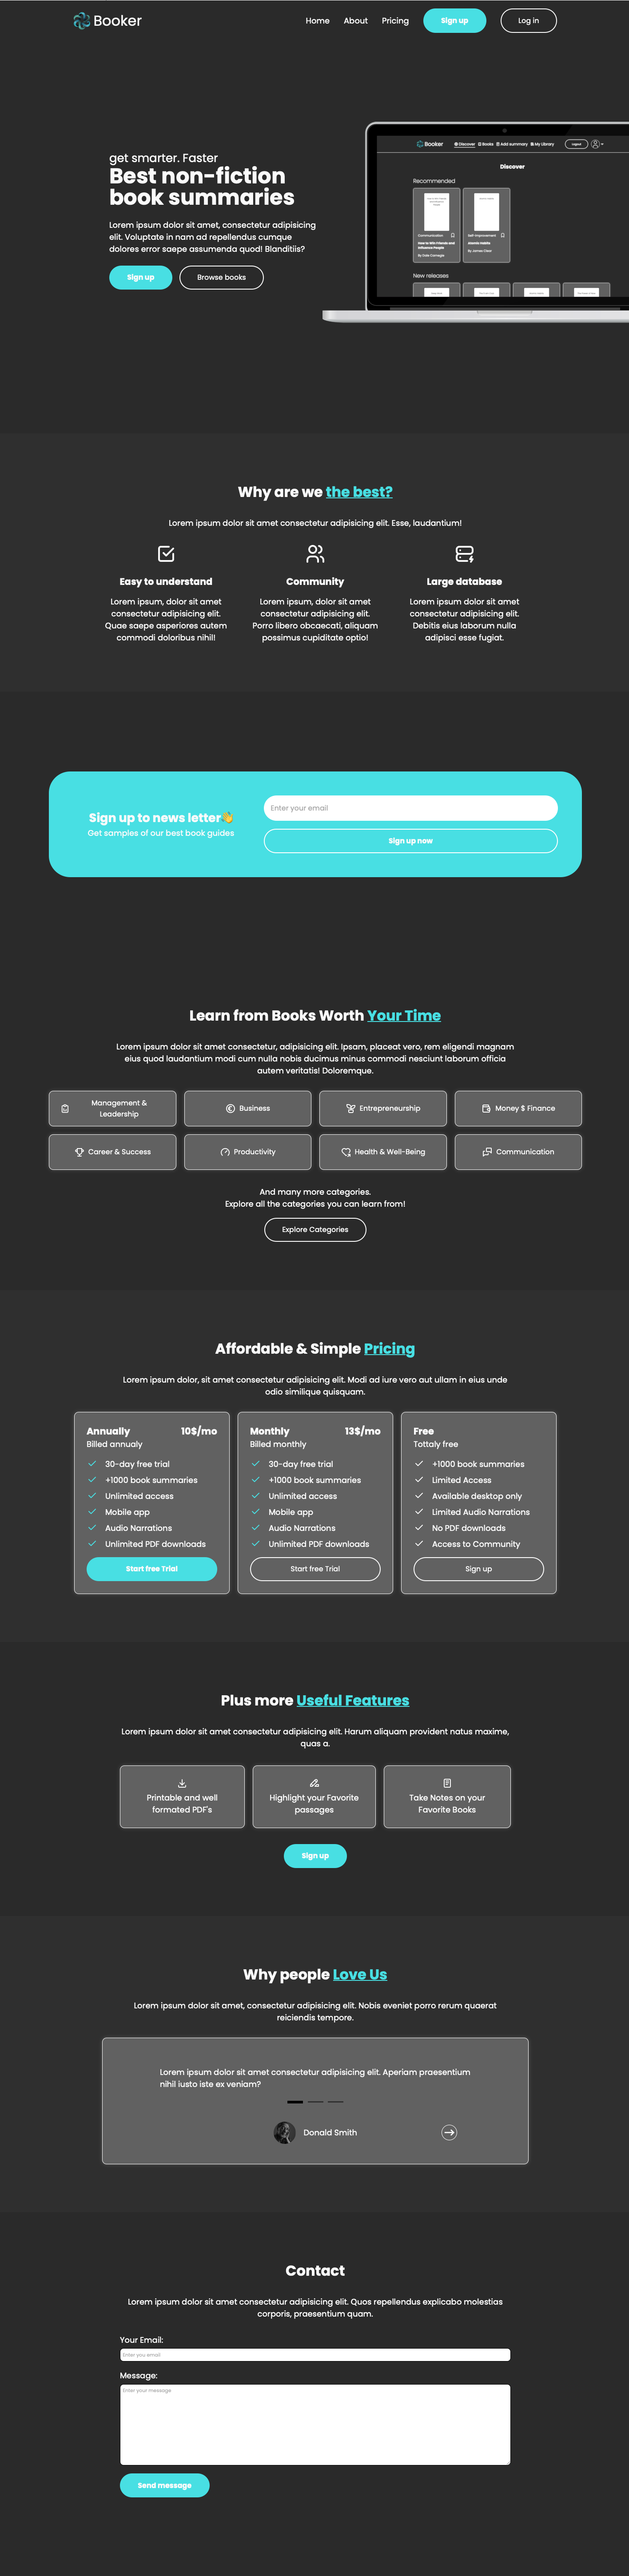 Booker
Home
About
Pricing
Sign up
Log in
get smarter. Faster
Best non-fiction
book summaries
Lorem ipsum dolor sit amet, consectetur adipisicing
elit. Voluptate in nam ad repellendus cumque
dolores error saepe assumenda quod! Blanditiis?
Sign up
Browse books
Booker
Discover
Books
Add summary
My Library
Logout
Discover
Recommended
Communication
How to Win Friends and
Influence People
By Dale Carnegie
Self-improvement
Atomic Habits
By James Clear
New releases
Why are we the best?
Lorem ipsum dolor sit amet consectetur adipisicing elit. Esse, laudantium!
Easy to understand
Lorem ipsum, dolor sit amet
consectetur adipisicing elit.
Quae saepe asperiores autem
commodi doloribus nihil!
Community
Lorem ipsum, dolor sit amet
consectetur adipisicing elit.
Porro libero obcaecati, aliquam
possimus cupiditate optio!
Large database
Lorem ipsum dolor sit amet
consectetur adipisicing elit.
Debitis eius laborum nulla
adipisci esse fugiat.
Sign up to news letter👋
Get samples of our best book guides
Enter your email
Sign up now
Learn from Books Worth Your Time
Lorem ipsum dolor sit amet consectetur, adipisicing elit. Ipsam, placeat vero, rem eligendi magnam
eius quod laudantium modi cum nulla nobis ducimus minus commodi nesciunt laborum officia
autem veritatis! Doloremque.
Management &
Leadership
Business
Entrepreneurship
Money $ Finance
Career & Success
Productivity
Health & Well-Being
Communication
And many more categories.
Explore all the categories you can learn from!
Explore Categories
Affordable & Simple Pricing
Lorem ipsum dolor, sit amet consectetur adipisicing elit. Modi ad iure vero aut ullam in eius unde
odio similique quisquam.
Annually 10$/mo
Billed annualy
30-day free trial
+1000 book summaries
Unlimited access
Mobile app
Audio Narrations
Unlimited PDF downloads
Start free Trial
Monthly 13$/mo
Billed monthly
30-day free trial
+1000 book summaries
Unlimited access
Mobile app
Audio Narrations
Unlimited PDF downloads
Start free Trial
Free
Tottaly free
+1000 book summaries
Limited Access
Available desktop only
Limited Audio Narrations
No PDF downloads
Access to Community
Sign up
Plus more Useful Features
Lorem ipsum dolor sit amet consectetur adipisicing elit. Harum aliquam provident natus maxime,
quas a.
Printable and well
formated PDF's
Highlight your Favorite
passages
Take Notes on your
Favorite Books
Sign up
Why people Love Us
Lorem ipsum dolor sit amet, consectetur adipisicing elit. Nobis eveniet porro rerum quaerat
reiciendis tempore.
Lorem ipsum dolor sit amet consectetur adipisicing elit. Aperiam praesentium
nihil iusto iste ex veniam?
Donald Smith
Contact
Lorem ipsum dolor sit amet consectetur adipisicing elit. Quos repellendus explicabo molestias
corporis, praesentium quam.
Your Email:
Enter you email
Message:
Enter your message
Send message